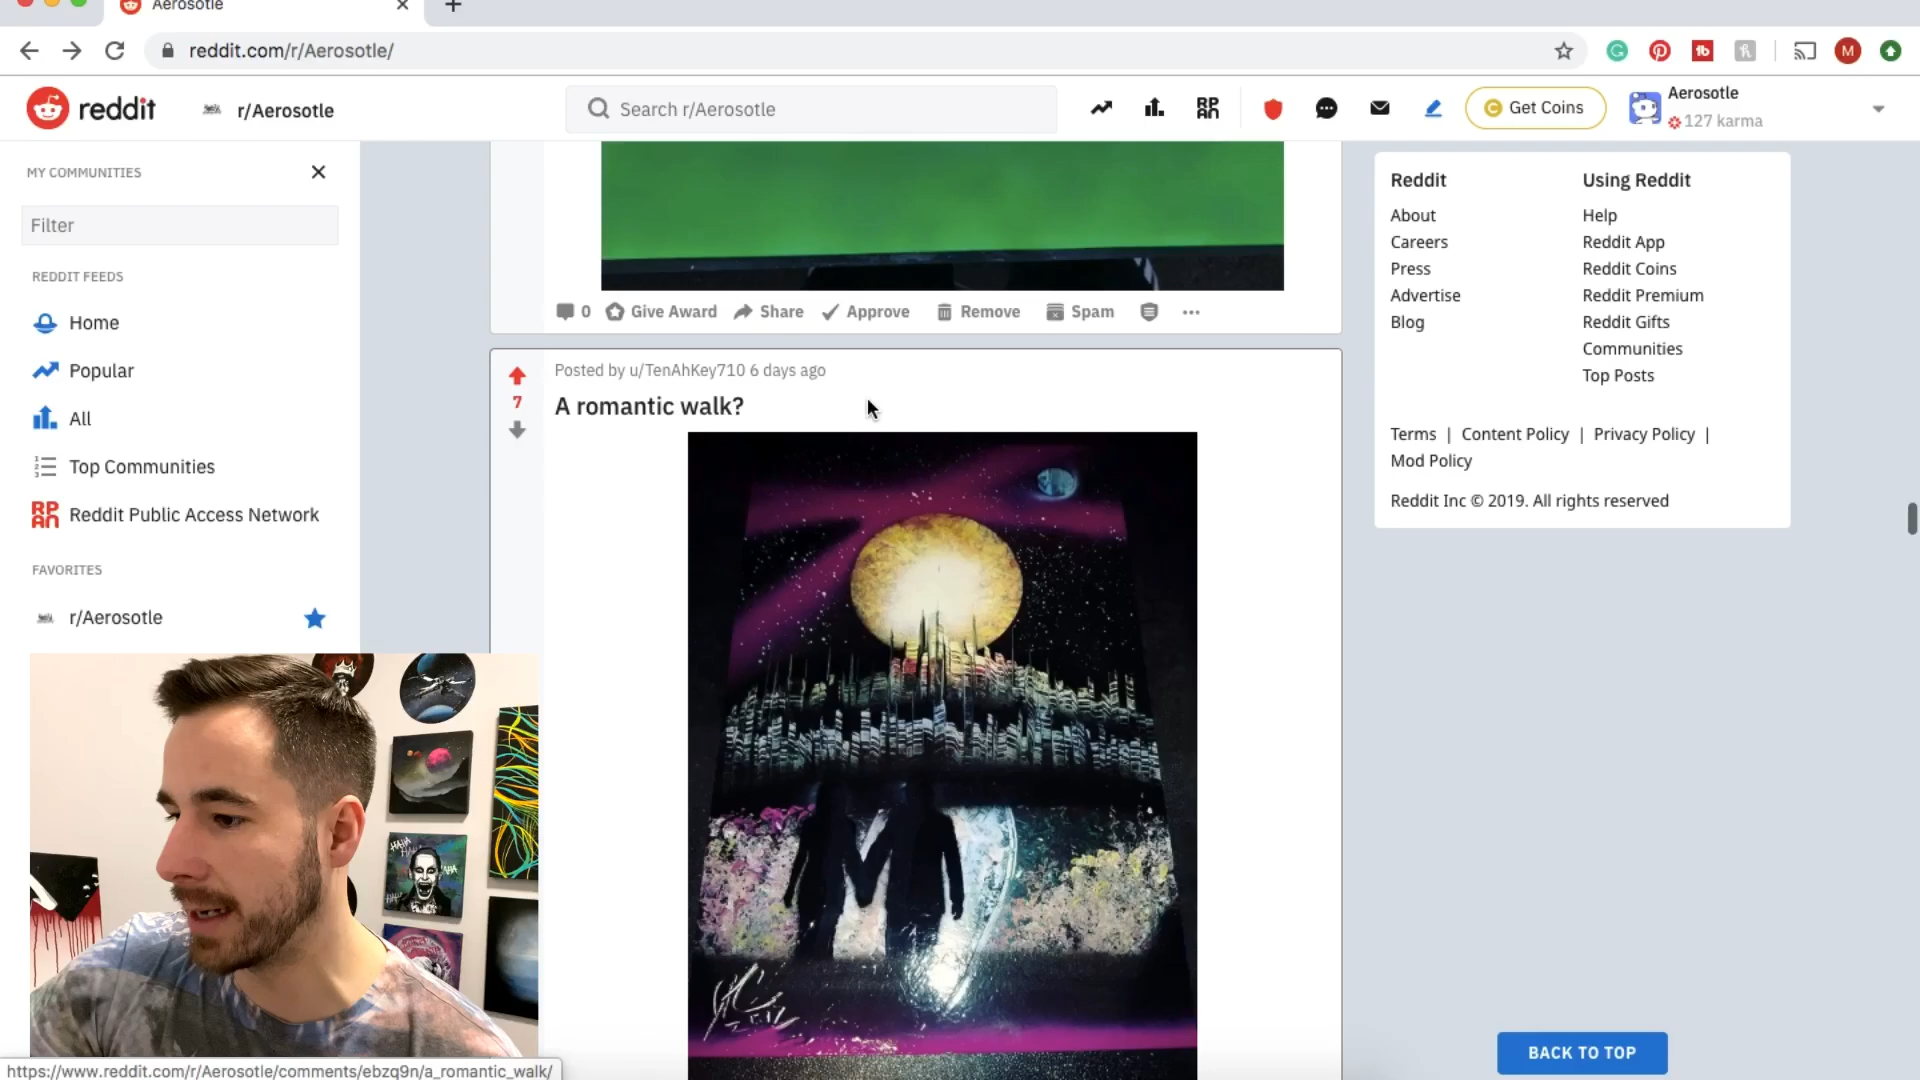 Aerosotle
reddit.com/r/Aerosotle/
M
reddit
r/Aerosotle
Search r/Aerosotle
Get Coins
Aerosotle
127 karma
MY COMMUNITIES
Filter
REDDIT FEEDS
Home
Popular
All
Top Communities
Reddit Public Access Network
FAVORITES
r/Aerosotle
0 Give Award Share Approve Remove Spam
Posted by u/TenAhKey710 6 days ago
7
A romantic walk?
Reddit
About
Careers
Press
Advertise
Blog
Using Reddit
Help
Reddit App
Reddit Coins
Reddit Premium
Reddit Gifts
Communities
Top Posts
Terms | Content Policy | Privacy Policy |
Mod Policy
Reddit Inc © 2019. All rights reserved
BACK TO TOP
https://www.reddit.com/r/Aerosotle/comments/ebzq9n/a_romantic_walk/